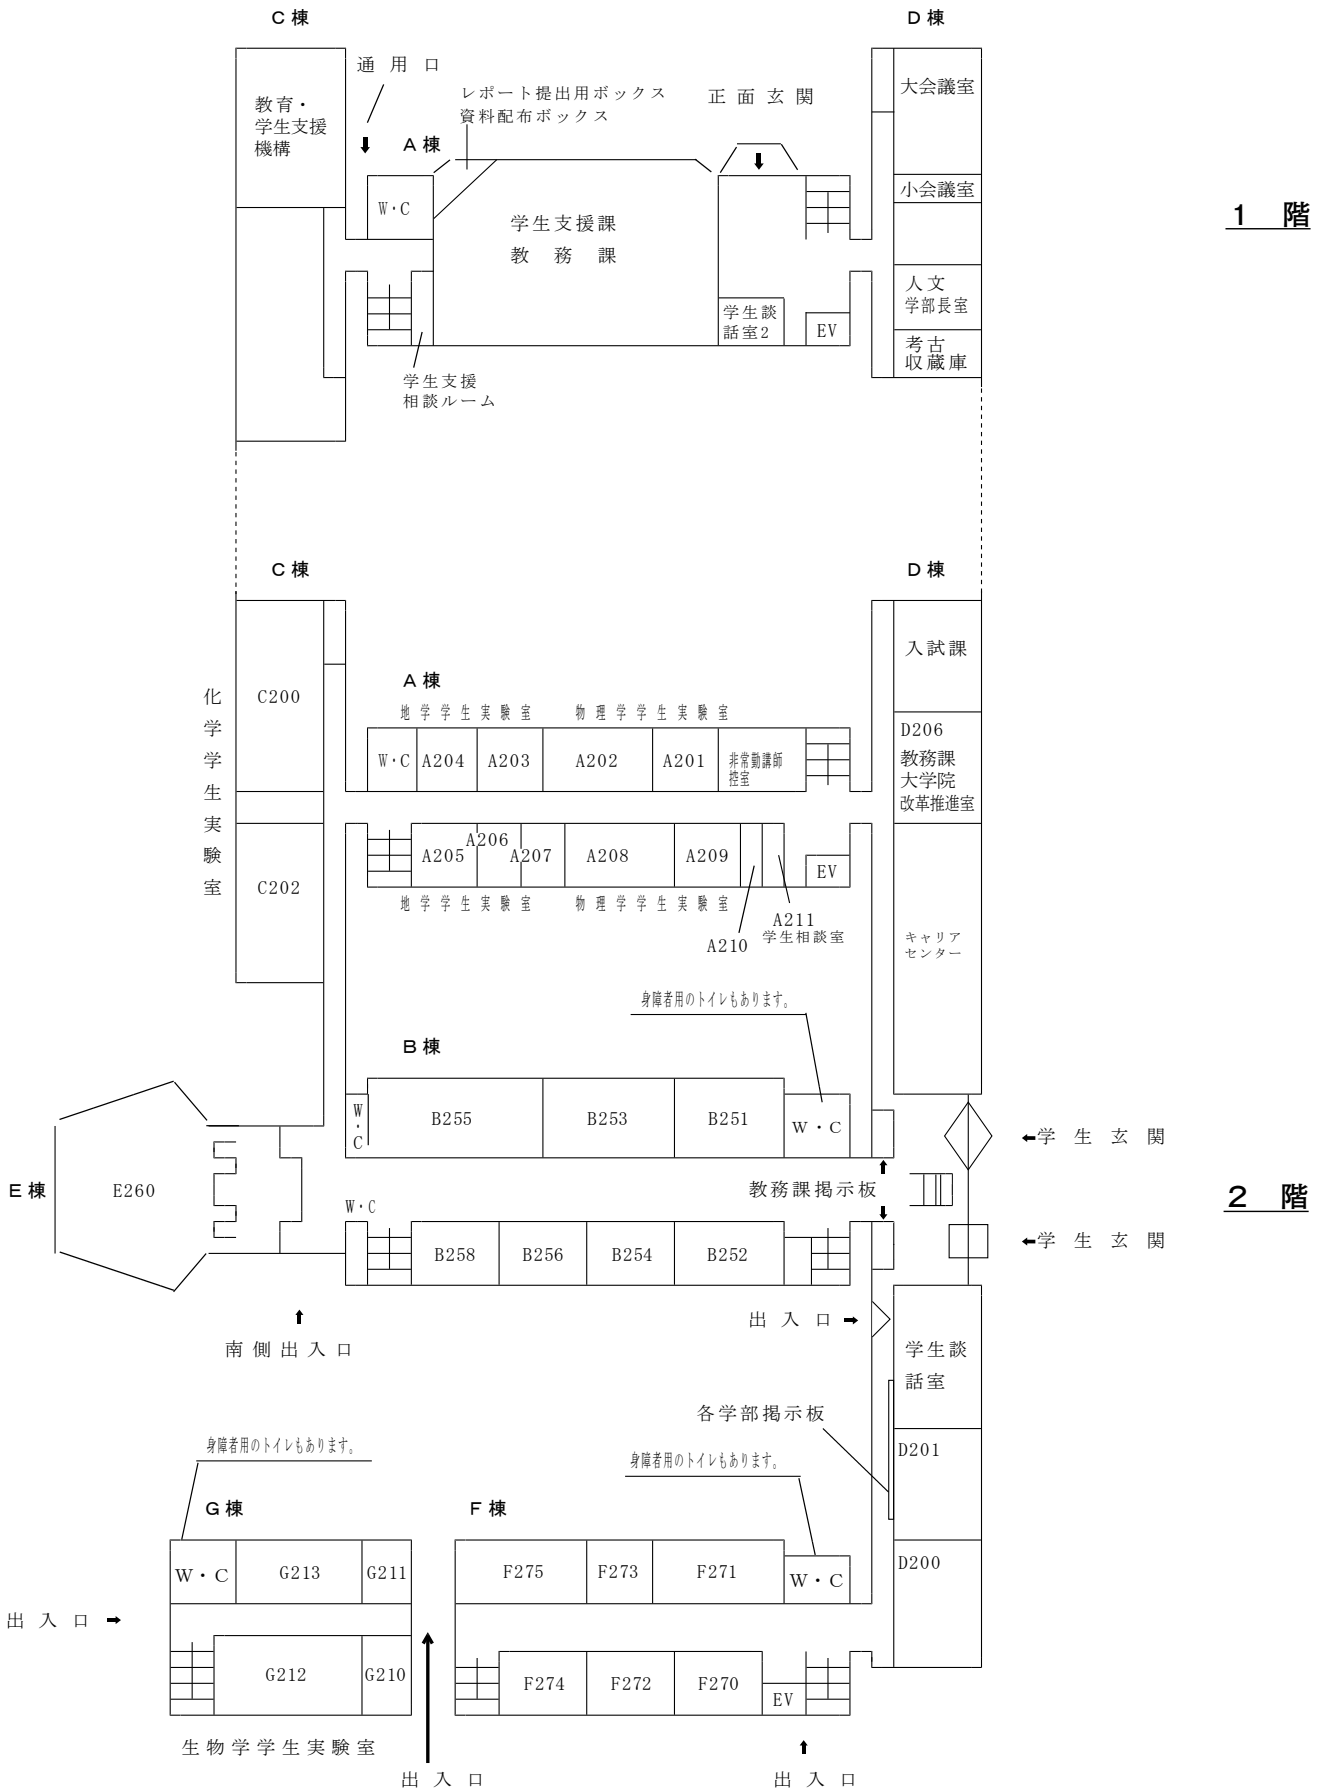 C棟
D棟
通用口
大会議室
レポート提出用ボックス
資料配布ボックス
正面玄関
教育・
学生支援
機構
A棟
小会議室
W・C
1 階
学生支援課
教務課
人文
学部長室
学生談
話室2
EV
考古
収蔵庫
学生支援
相談ルーム
C棟
D棟
入試課
A棟
化学学生実験室
C200
地学学生実験室
物理学学生実験室
D206
教務課
大学院
改革推進室
W・C
A204
A203
A202
A201
非常勤講師
控室
A205
A206
A207
A208
A209
EV
C202
地学学生実験室
物理学学生実験室
A211
学生相談室
A210
キャリア
センター
身障者用のトイレもあります。
B棟
W・C
B255
B253
B251
W・C
←学生玄関
E棟
E260
教務課掲示板
2 階
W・C
←学生玄関
B258
B256
B254
B252
出入口
南側出入口
学生談
話室
各学部掲示板
身障者用のトイレもあります。
身障者用のトイレもあります。
D201
G棟
F棟
W・C
G213
G211
F275
F273
F271
W・C
D200
出入口
G212
G210
F274
F272
F270
EV
生物学学生実験室
出入口
出入口